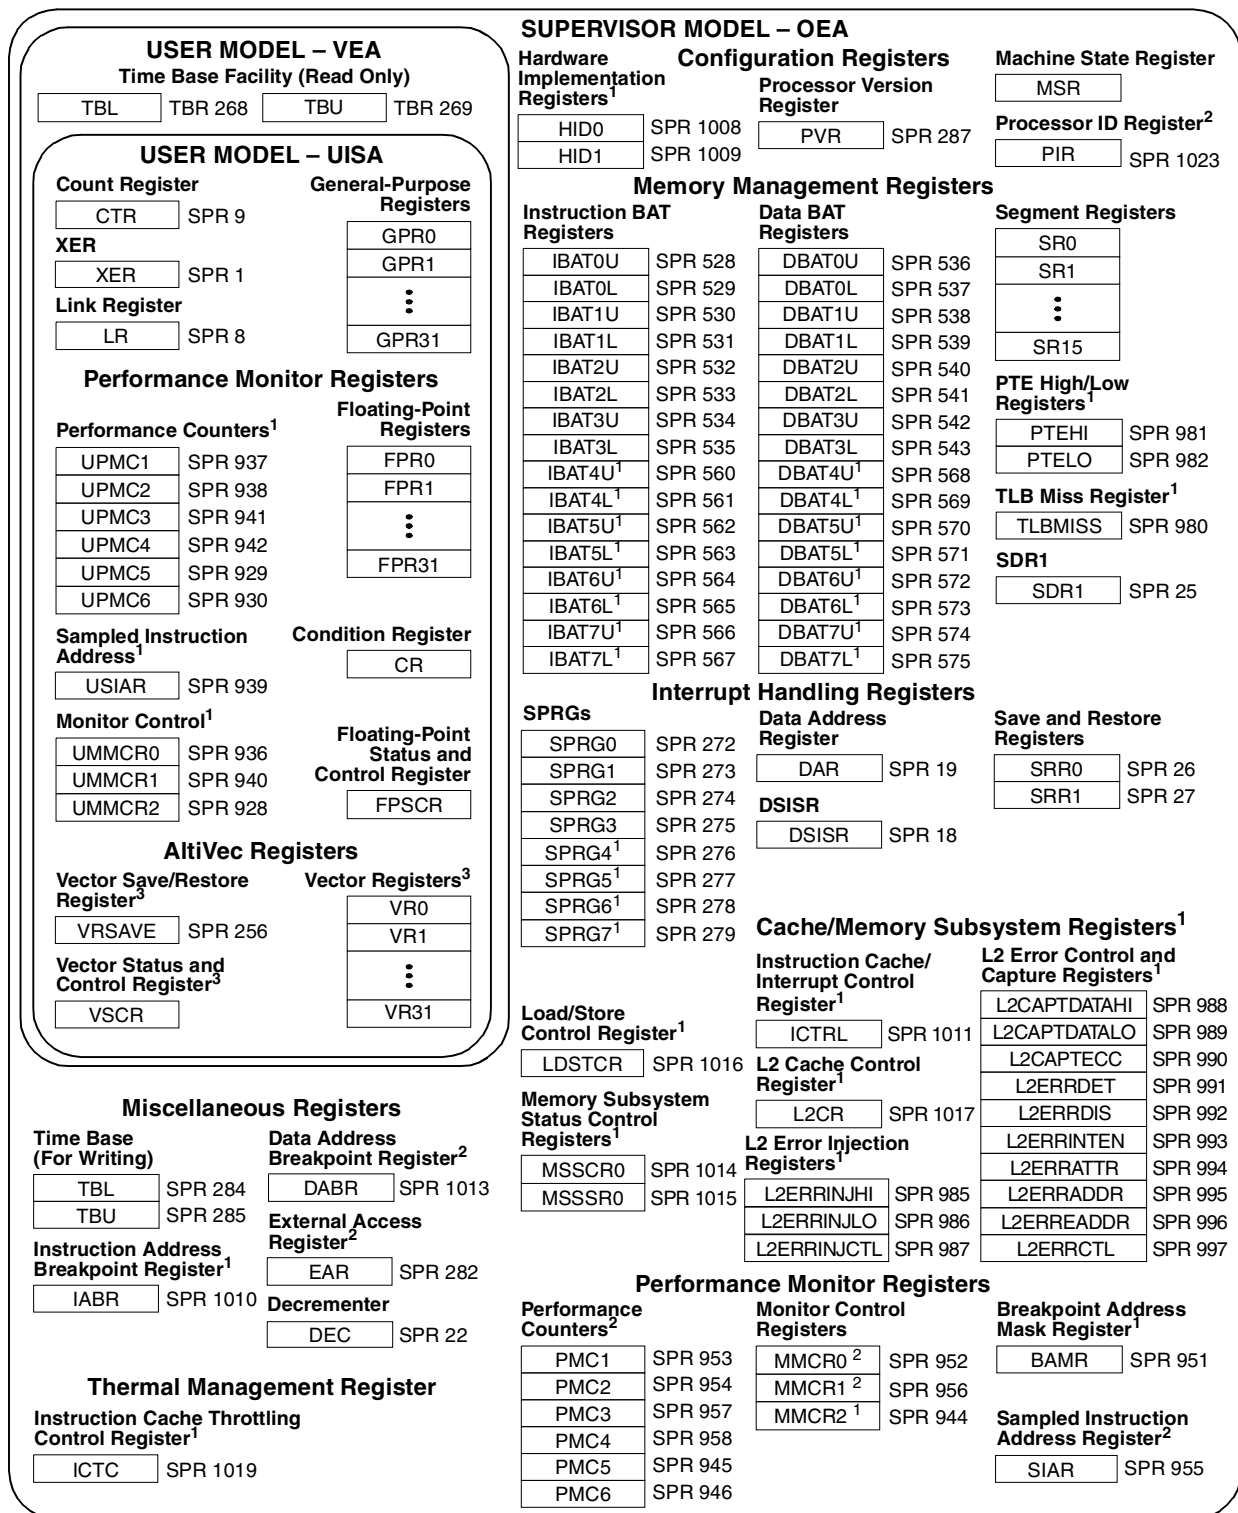 USER MODEL – VEA
Time Base Facility (Read Only)
TBL TBR 268 TBU TBR 269
USER MODEL – UISA
Count Register
CTR SPR 9
XER
XER SPR 1
Link Register
LR SPR 8
General-Purpose
Registers
GPR0
GPR1
GPR31
Performance Monitor Registers
Performance Counters1
UPMC1 SPR 937
UPMC2 SPR 938
UPMC3 SPR 941
UPMC4 SPR 942
UPMC5 SPR 929
UPMC6 SPR 930
Floating-Point
Registers
FPR0
FPR1
FPR31
Sampled Instruction
Address1
USIAR SPR 939
Condition Register
CR
Monitor Control1
UMMCR0 SPR 936
UMMCR1 SPR 940
UMMCR2 SPR 928
Floating-Point
Status and
Control Register
FPSCR
AltiVec Registers
Vector Save/Restore
Register3
VRSAVE SPR 256
Vector Status and
Control Register3
VSCR
Vector Registers3
VR0
VR1
VR31
Miscellaneous Registers
Time Base
(For Writing)
TBL SPR 284
TBU SPR 285
Instruction Address
Breakpoint Register1
IABR SPR 1010
Data Address
Breakpoint Register2
DABR SPR 1013
External Access
Register2
EAR SPR 282
Decrementer
DEC SPR 22
Thermal Management Register
Instruction Cache Throttling
Control Register1
ICTC SPR 1019
SUPERVISOR MODEL – OEA
Configuration Registers
Hardware
Implementation
Registers1
HID0 SPR 1008
HID1 SPR 1009
Processor Version
Register
PVR SPR 287
Machine State Register
MSR
Processor ID Register2
PIR SPR 1023
Memory Management Registers
Instruction BAT
Registers
IBAT0U SPR 528
IBAT0L SPR 529
IBAT1U SPR 530
IBAT1L SPR 531
IBAT2U SPR 532
IBAT2L SPR 533
IBAT3U SPR 534
IBAT3L SPR 535
IBAT4U1 SPR 560
IBAT4L1 SPR 561
IBAT5U1 SPR 562
IBAT5L1 SPR 563
IBAT6U1 SPR 564
IBAT6L1 SPR 565
IBAT7U1 SPR 566
IBAT7L1 SPR 567
Data BAT
Registers
DBAT0U SPR 536
DBAT0L SPR 537
DBAT1U SPR 538
DBAT1L SPR 539
DBAT2U SPR 540
DBAT2L SPR 541
DBAT3U SPR 542
DBAT3L SPR 543
DBAT4U1 SPR 568
DBAT4L1 SPR 569
DBAT5U1 SPR 570
DBAT5L1 SPR 571
DBAT6U1 SPR 572
DBAT6L1 SPR 573
DBAT7U1 SPR 574
DBAT7L1 SPR 575
Segment Registers
SR0
SR1
SR15
PTE High/Low
Registers1
PTEHI SPR 981
PTELO SPR 982
TLB Miss Register1
TLBMISS SPR 980
SDR1
SDR1 SPR 25
Interrupt Handling Registers
SPRGs
SPRG0 SPR 272
SPRG1 SPR 273
SPRG2 SPR 274
SPRG3 SPR 275
SPRG41 SPR 276
SPRG51 SPR 277
SPRG61 SPR 278
SPRG71 SPR 279
Data Address
Register
DAR SPR 19
DSISR
DSISR SPR 18
Save and Restore
Registers
SRR0 SPR 26
SRR1 SPR 27
Cache/Memory Subsystem Registers1
Load/Store
Control Register1
LDSTCR SPR 1016
Memory Subsystem
Status Control
Registers1
MSSCR0 SPR 1014
MSSSR0 SPR 1015
Instruction Cache/
Interrupt Control
Register1
ICTRL SPR 1011
L2 Cache Control
Register1
L2CR SPR 1017
L2 Error Injection
Registers1
L2ERRINJHI SPR 985
L2ERRINJLO SPR 986
L2ERRINJCTL SPR 987
L2 Error Control and
Capture Registers1
L2CAPTDATAHI SPR 988
L2CAPTDATALO SPR 989
L2CAPTECC SPR 990
L2ERRDET SPR 991
L2ERRDIS SPR 992
L2ERRINTEN SPR 993
L2ERRATTR SPR 994
L2ERRADDR SPR 995
L2ERREADDR SPR 996
L2ERRCTL SPR 997
Performance Monitor Registers
Performance
Counters2
PMC1 SPR 953
PMC2 SPR 954
PMC3 SPR 957
PMC4 SPR 958
PMC5 SPR 945
PMC6 SPR 946
Monitor Control
Registers
MMCR0 2 SPR 952
MMCR1 2 SPR 956
MMCR2 1 SPR 944
Breakpoint Address
Mask Register1
BAMR SPR 951
Sampled Instruction
Address Register2
SIAR SPR 955